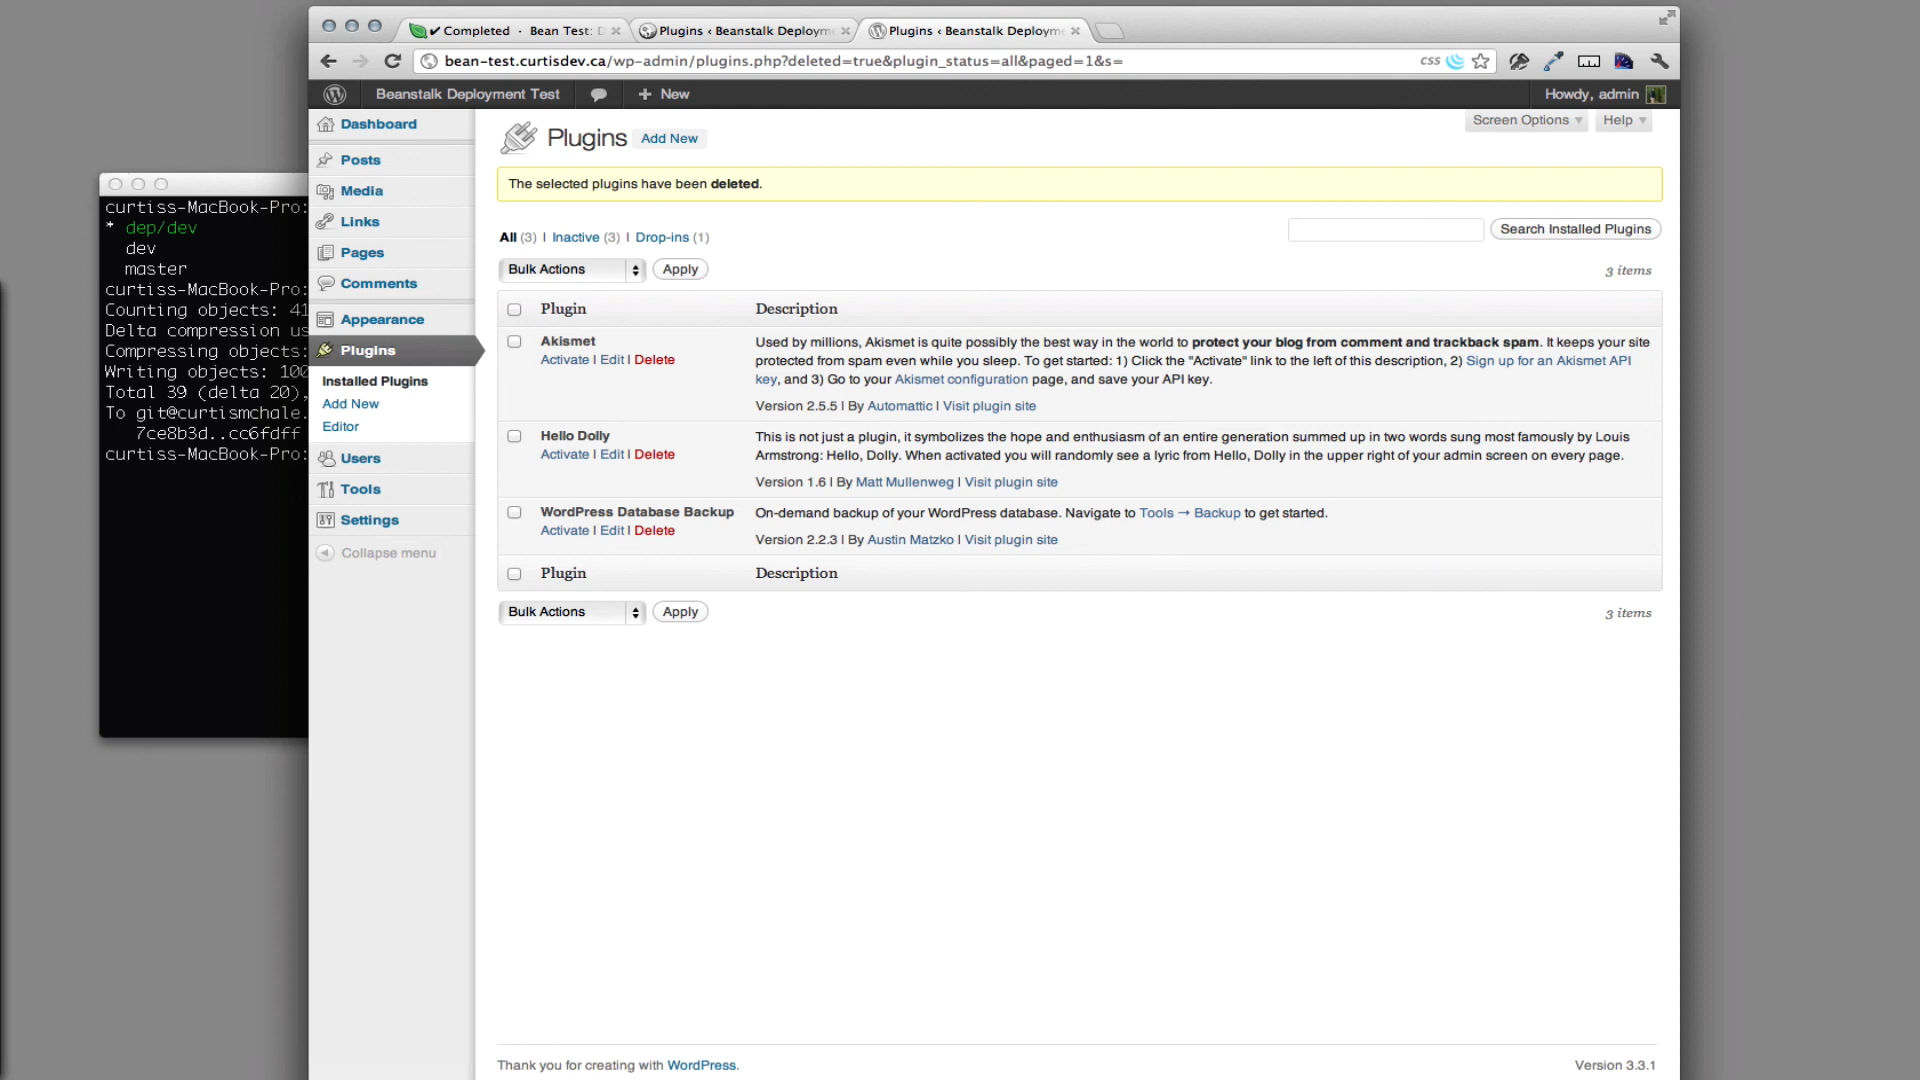 ✔ Completed · Bean Test: D
Plugins ‹ Beanstalk Deploym
Plugins ‹ Beanstalk Deploym
bean-test.curtisdev.ca/wp-admin/plugins.php?deleted=true&plugin_status=all&paged=1&s=
css
Beanstalk Deployment Test
+ New
Howdy, admin
Dashboard
Posts
Media
Links
Pages
Comments
Appearance
Plugins
Installed Plugins
Add New
Editor
Users
Tools
Settings
Collapse menu
Screen Options
Help
Plugins
Add New
The selected plugins have been deleted.
All (3) | Inactive (3) | Drop-ins (1)
Search Installed Plugins
Bulk Actions
Apply
3 items
Plugin
Description
Akismet
Activate | Edit | Delete
Used by millions, Akismet is quite possibly the best way in the world to protect your blog from comment and trackback spam. It keeps your site
protected from spam even while you sleep. To get started: 1) Click the "Activate" link to the left of this description, 2) Sign up for an Akismet API
key, and 3) Go to your Akismet configuration page, and save your API key.
Version 2.5.5 | By Automattic | Visit plugin site
Hello Dolly
Activate | Edit | Delete
This is not just a plugin, it symbolizes the hope and enthusiasm of an entire generation summed up in two words sung most famously by Louis
Armstrong: Hello, Dolly. When activated you will randomly see a lyric from Hello, Dolly in the upper right of your admin screen on every page.
Version 1.6 | By Matt Mullenweg | Visit plugin site
WordPress Database Backup
Activate | Edit | Delete
On-demand backup of your WordPress database. Navigate to Tools → Backup to get started.
Version 2.2.3 | By Austin Matzko | Visit plugin site
Plugin
Description
Bulk Actions
Apply
3 items
Thank you for creating with WordPress.
Version 3.3.1
curtiss-MacBook-Pro:
* dep/dev
dev
master
curtiss-MacBook-Pro:
Counting objects: 41
Delta compression us
Compressing objects:
Writing objects: 100
Total 39 (delta 20),
To git@curtismchale.
7ce8b3d..cc6fdff
curtiss-MacBook-Pro: